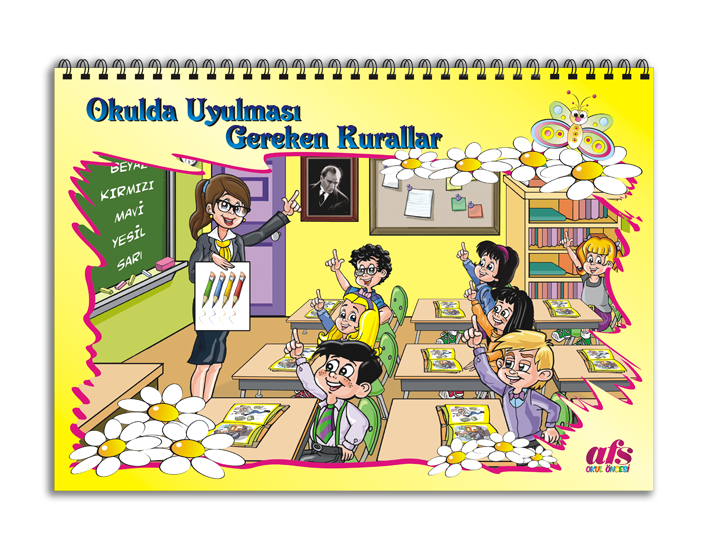 Okulda Uyulması
Gereken Kurallar
BEYAZ
KIRMIZI
MAVİ
YEŞİL
SARI
afs
OKUL ÖNCESİ